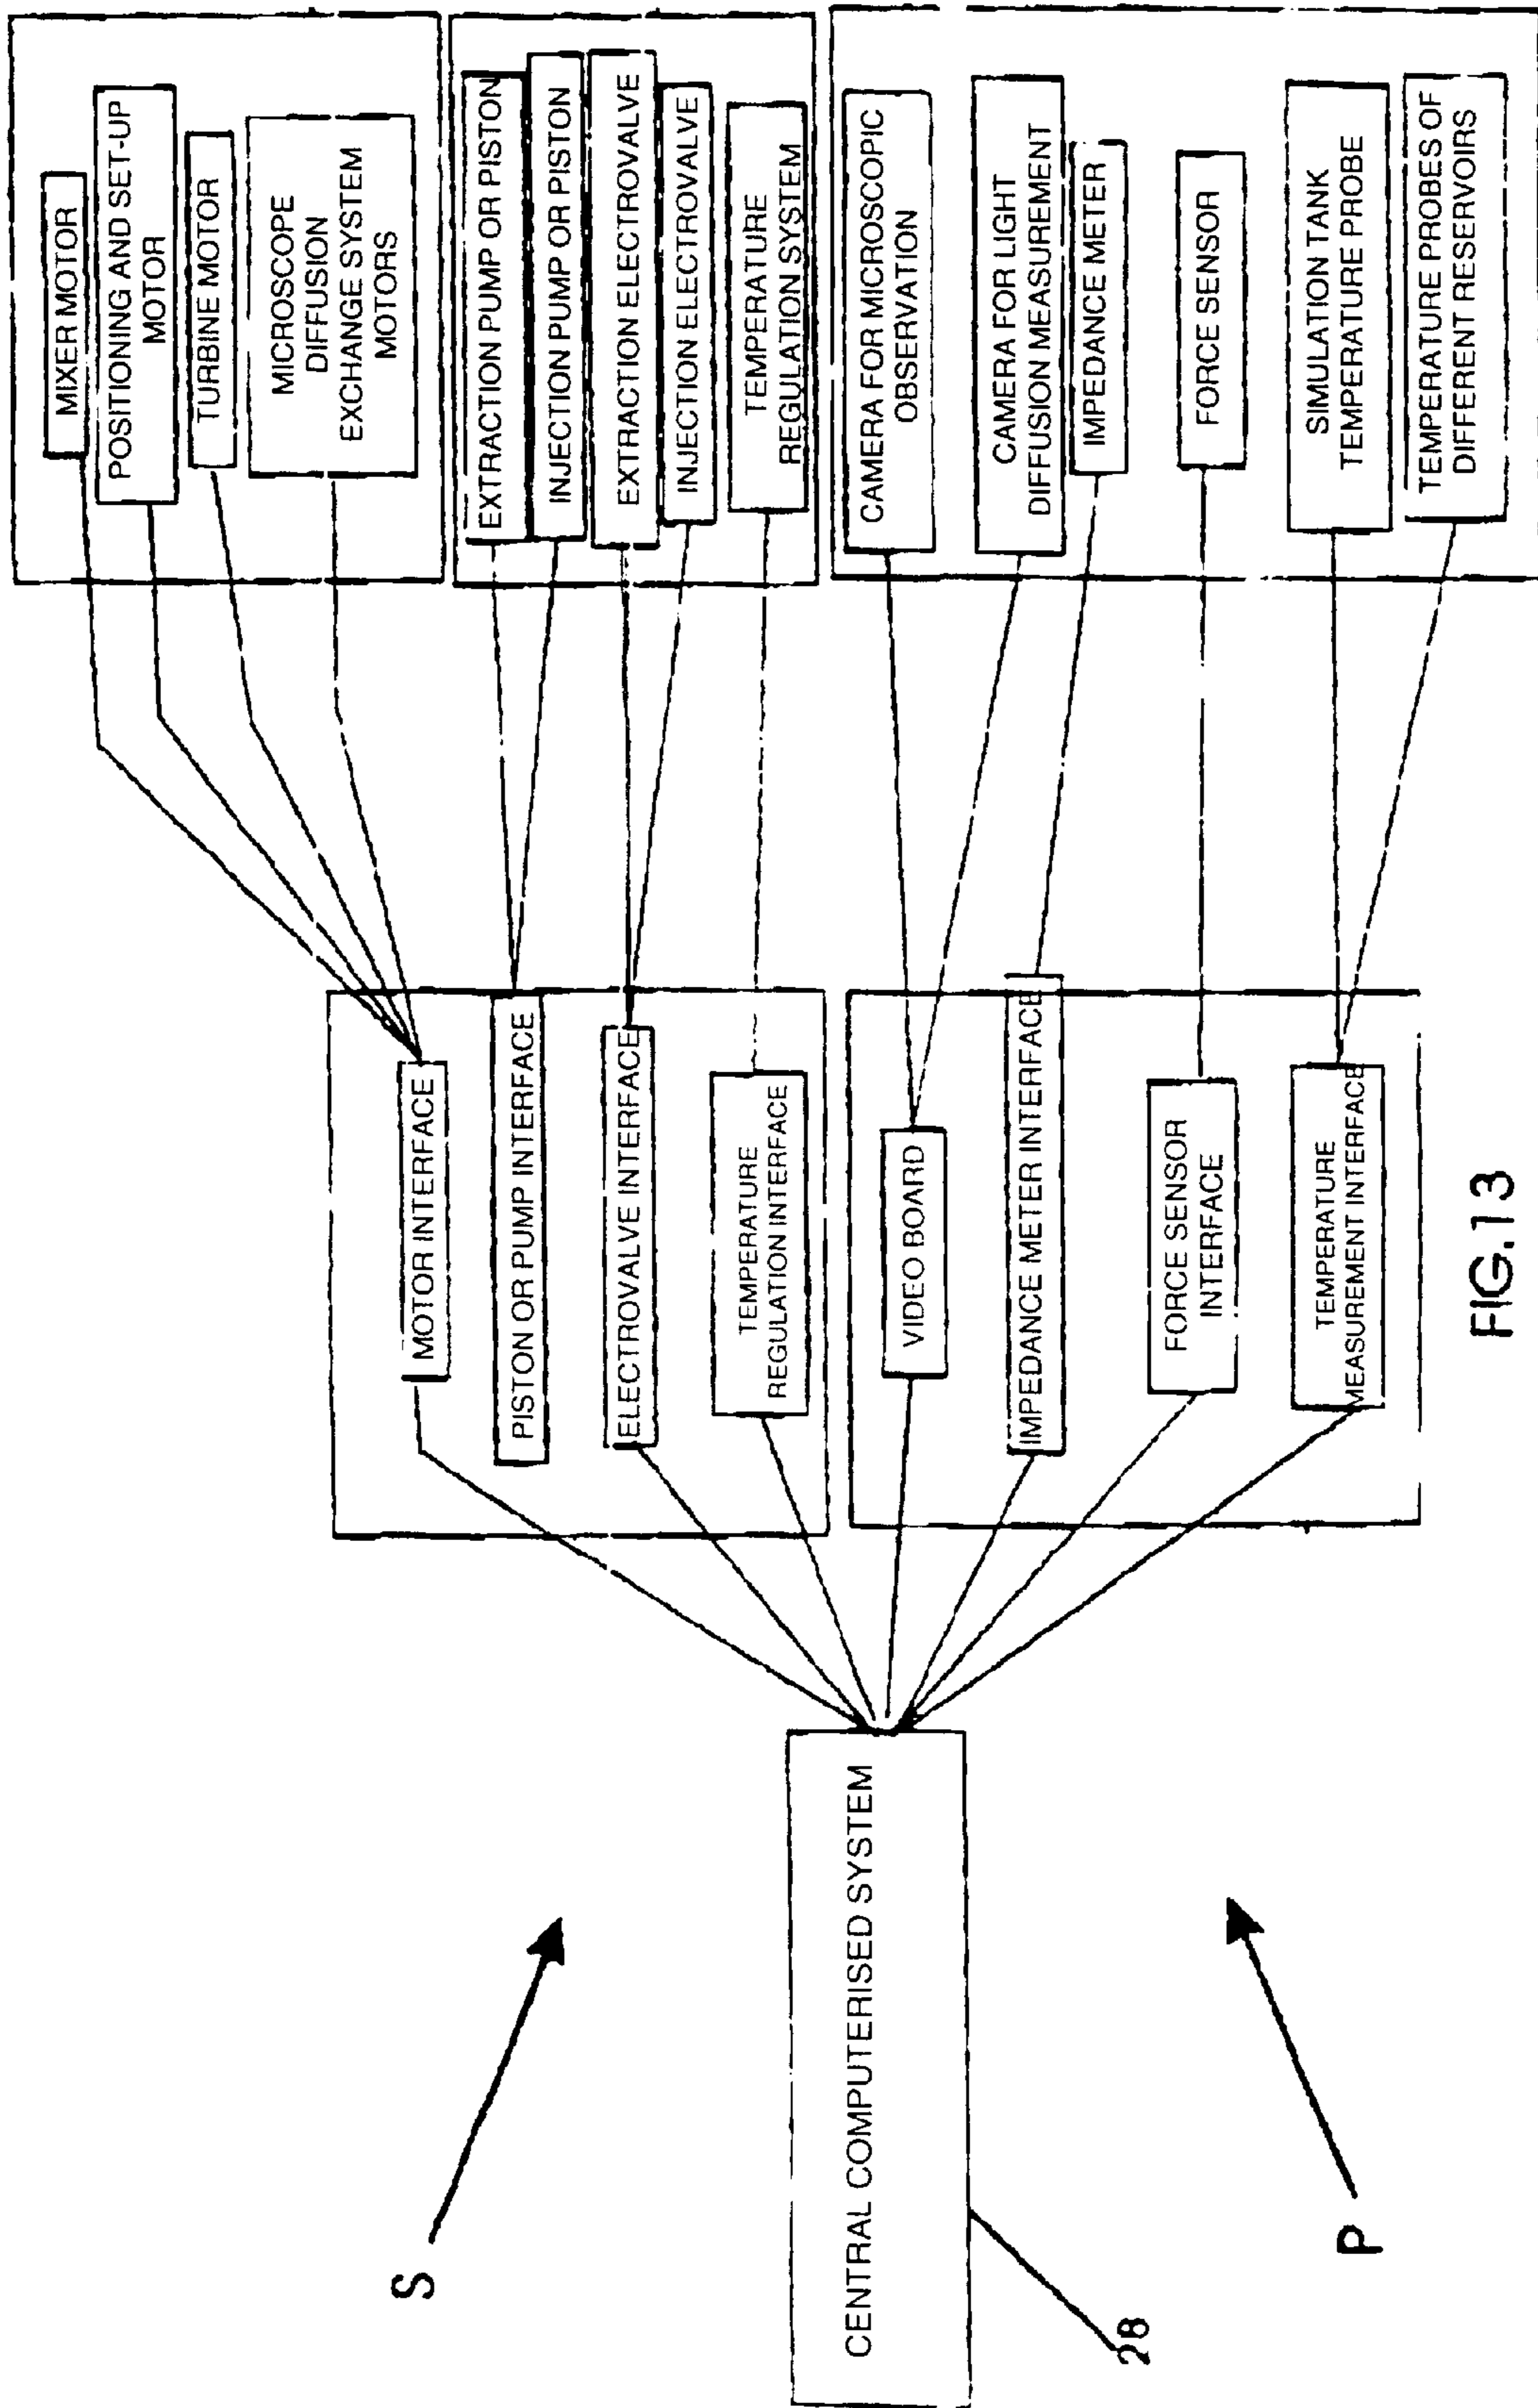 S
P
28
CENTRAL COMPUTERISED SYSTEM
MOTOR INTERFACE
PISTON OR PUMP INTERFACE
ELECTROVALVE INTERFACE
TEMPERATURE
REGULATION INTERFACE
VIDEO BOARD
IMPEDANCE METER INTERFACE
FORCE SENSOR
INTERFACE
TEMPERATURE
MEASUREMENT INTERFACE
MIXER MOTOR
POSITIONING AND SET-UP
MOTOR
TURBINE MOTOR
MICROSCOPE
DIFFUSION
EXCHANGE SYSTEM
MOTORS
EXTRACTION PUMP OR PISTON
INJECTION PUMP OR PISTON
EXTRACTION ELECTROVALVE
INJECTION ELECTROVALVE
TEMPERATURE
REGULATION SYSTEM
CAMERA FOR MICROSCOPIC
OBSERVATION
CAMERA FOR LIGHT
DIFFUSION MEASUREMENT
IMPEDANCE METER
FORCE SENSOR
SIMULATION TANK
TEMPERATURE PROBE
TEMPERATURE PROBES OF
DIFFERENT RESERVOIRS
FIG.13